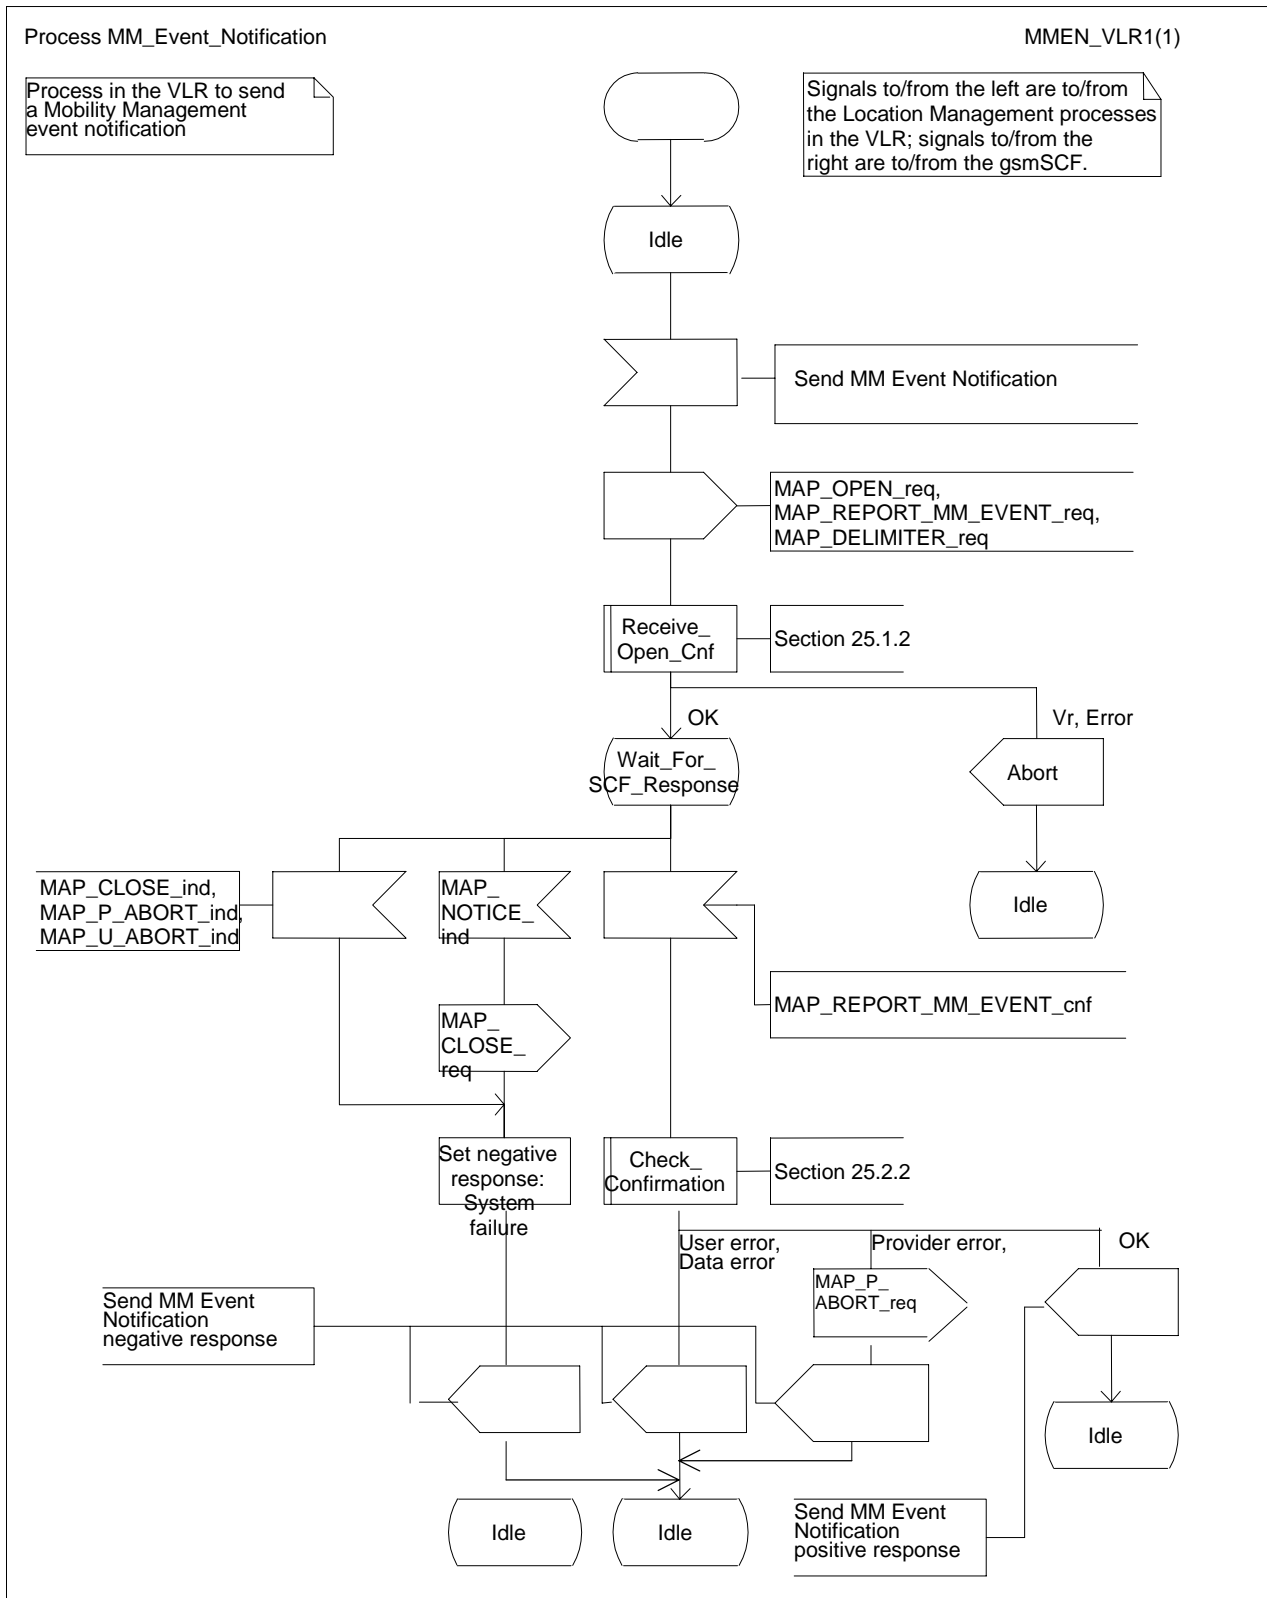 Process MM_Event_Notification
MMEN_VLR1(1)
Process in the VLR to send
a Mobility Management
event notification
Signals to/from the left are to/from
the Location Management processes
in the VLR; signals to/from the
right are to/from the gsmSCF.
Idle
Send MM Event Notification
MAP_OPEN_req,
MAP_REPORT_MM_EVENT_req,
MAP_DELIMITER_req
Receive_
Open_Cnf
Section 25.1.2
OK
Vr, Error
Wait_For_
SCF_Response
Abort
MAP_CLOSE_ind,
MAP_P_ABORT_ind,
MAP_U_ABORT_ind
MAP_
NOTICE_
ind
Idle
MAP_REPORT_MM_EVENT_cnf
MAP_
CLOSE_
req
Set negative
response:
System
failure
Check_
Confirmation
Section 25.2.2
User error,
Data error
Provider error,
OK
MAP_P_
ABORT_req
Send MM Event
Notification
negative response
Idle
Idle
Idle
Send MM Event
Notification
positive response